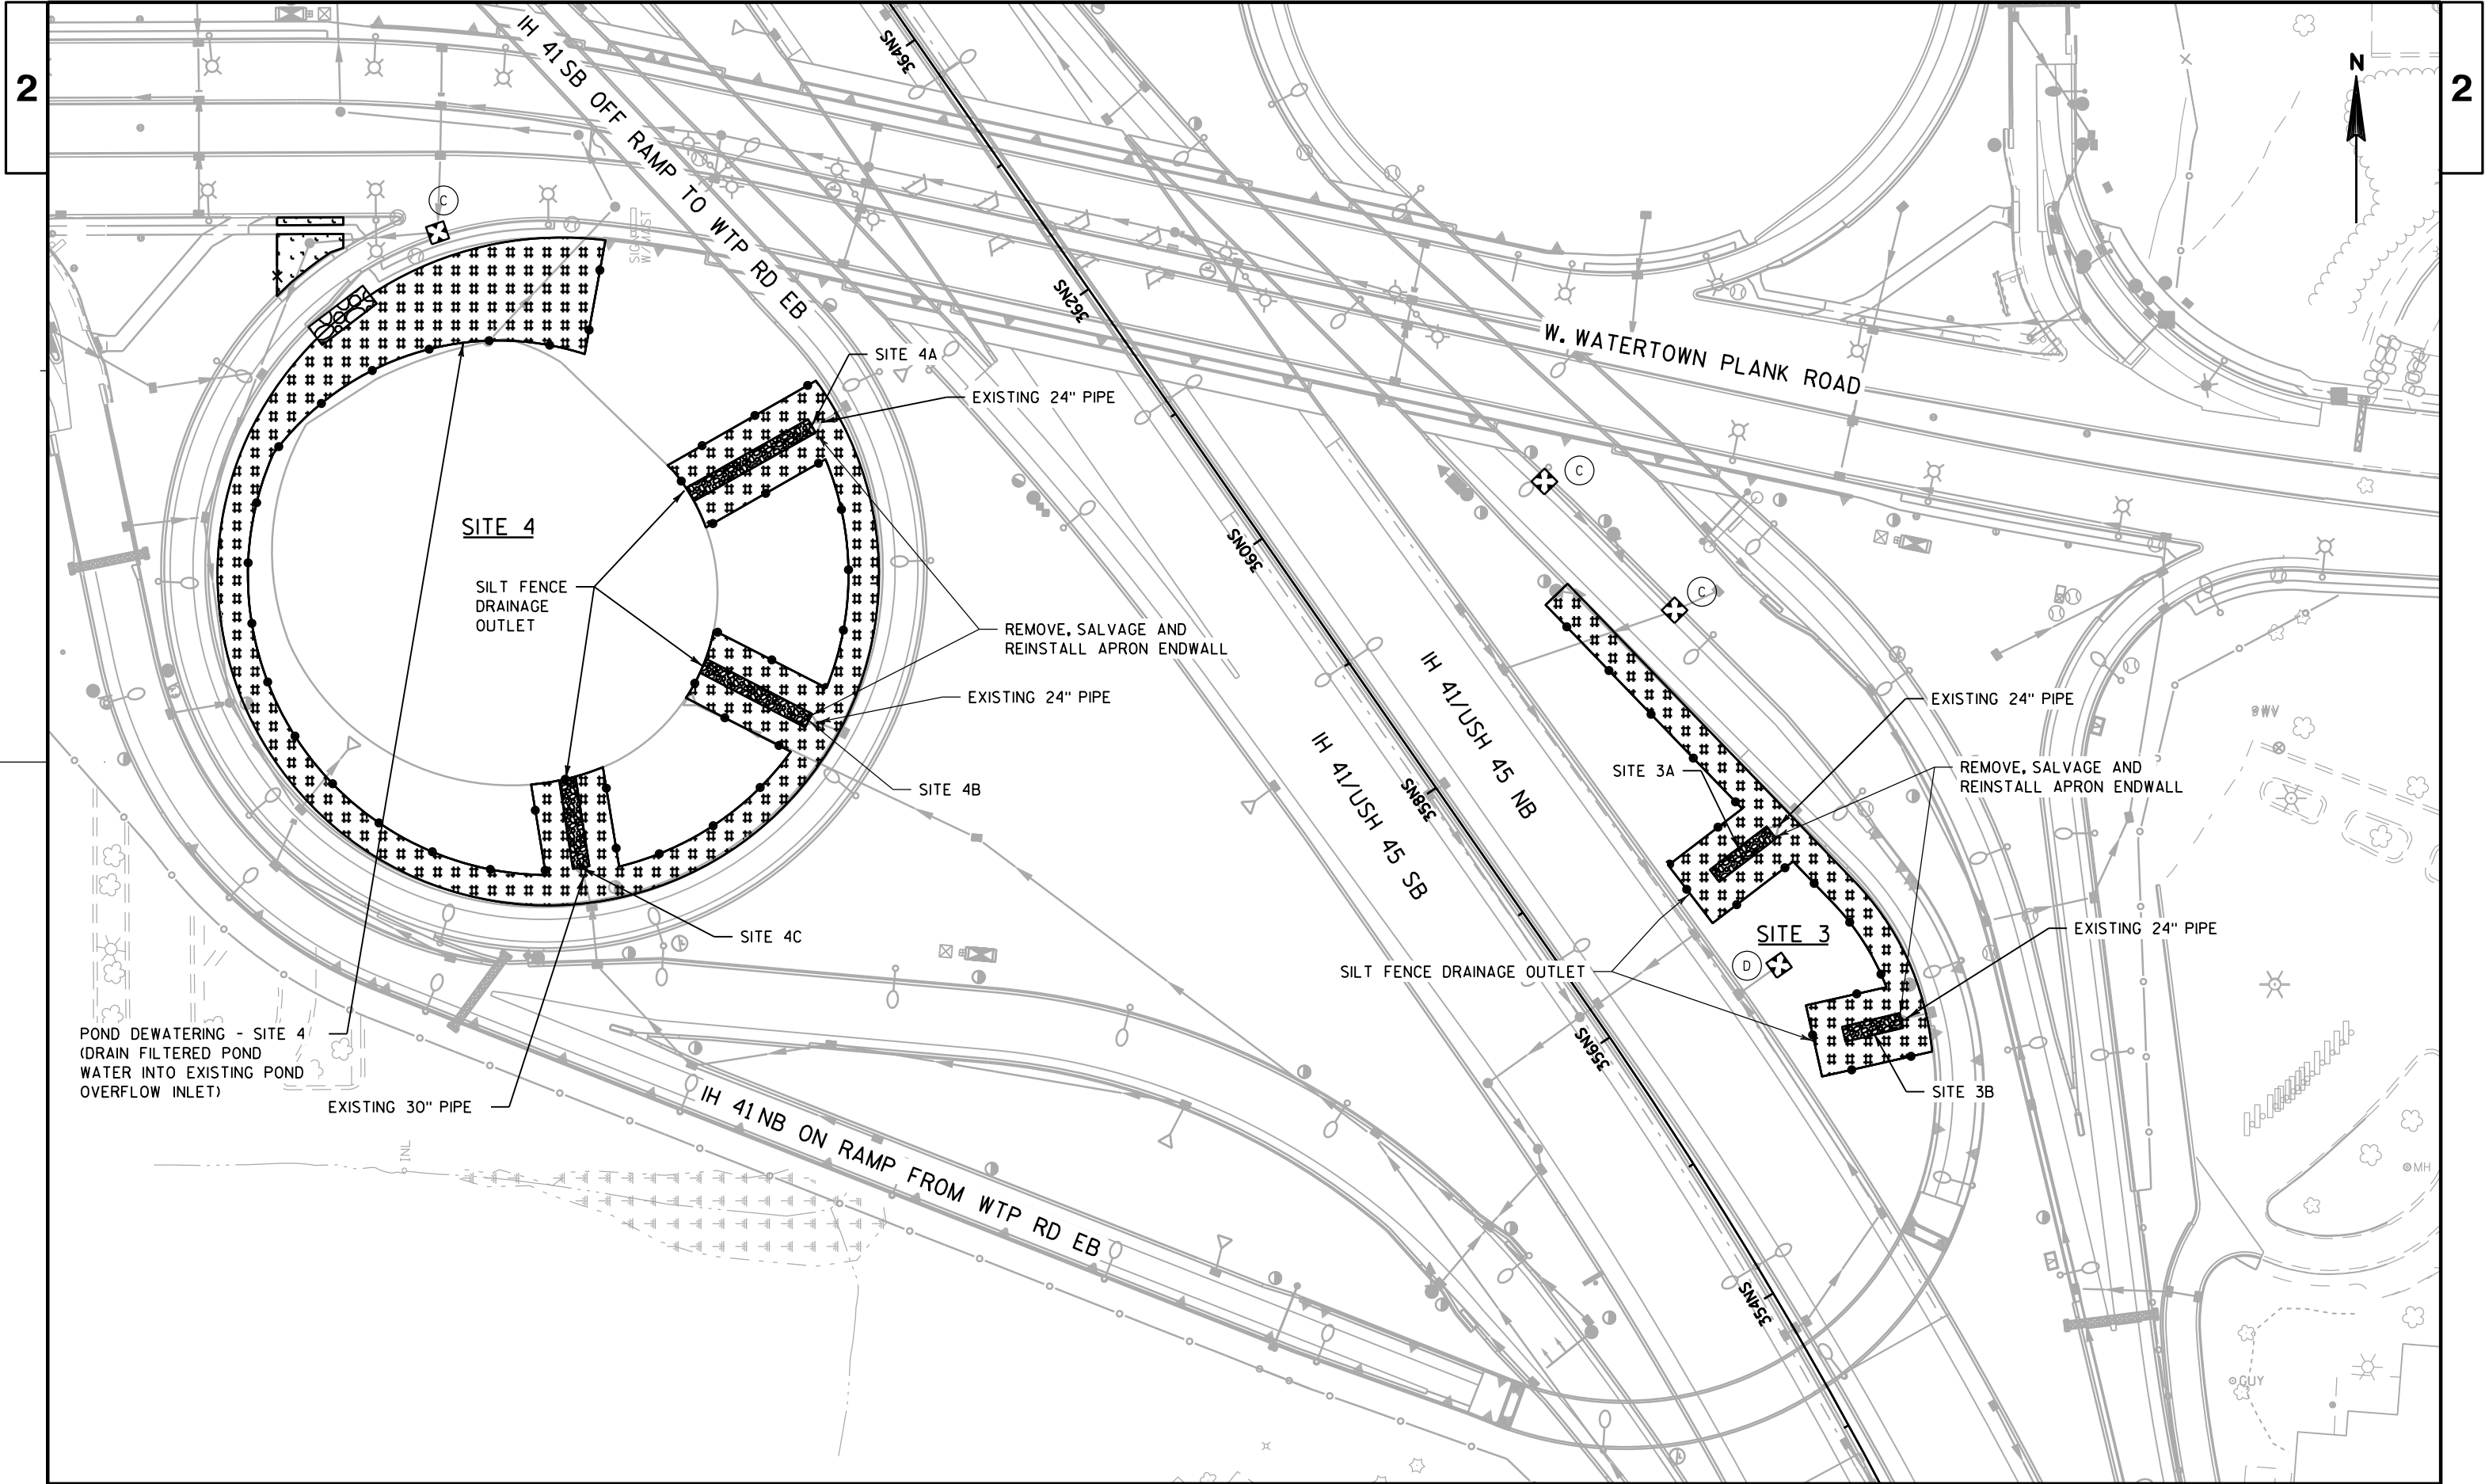 2
2
N
IH 41 SB OFF RAMP TO WTP RD EB
364NS
C
362NS
W. WATERTOWN PLANK ROAD
SITE 4A
EXISTING 24" PIPE
C
SITE 4
360NS
SILT FENCE
DRAINAGE
OUTLET
C
REMOVE, SALVAGE AND
REINSTALL APRON ENDWALL
EXISTING 24" PIPE
IH 41/USH 45 NB
EXISTING 24" PIPE
IH 41/USH 45 SB
SITE 3A
REMOVE, SALVAGE AND
REINSTALL APRON ENDWALL
SITE 4B
358NS
SITE 4C
SITE 3
EXISTING 24" PIPE
D
SILT FENCE DRAINAGE OUTLET
POND DEWATERING - SITE 4
(DRAIN FILTERED POND
WATER INTO EXISTING POND
OVERFLOW INLET)
356NS
SITE 3B
EXISTING 30" PIPE
IH 41 NB ON RAMP FROM WTP RD EB
INL
MH
354NS
GUY